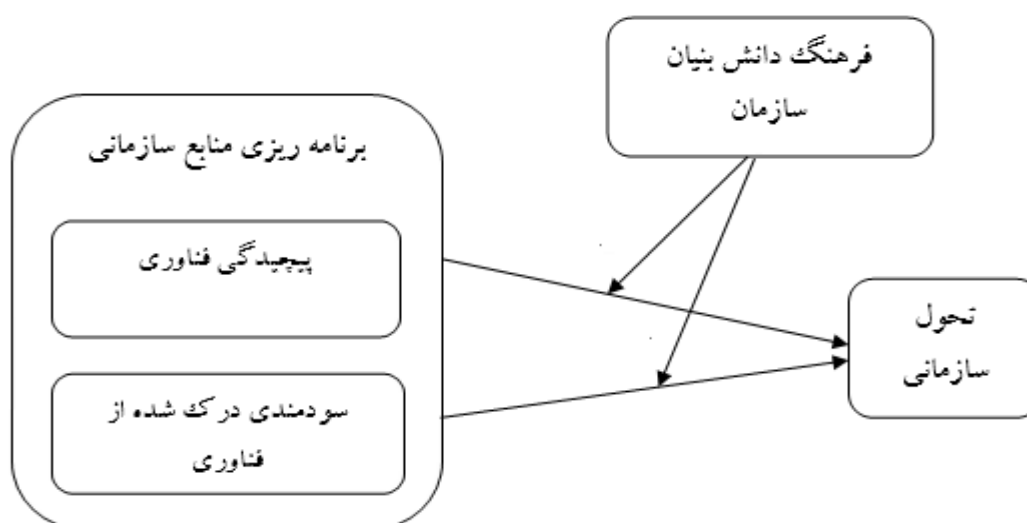 فرهنگ دانش بنیان
سازمان
برنامه ریزی منابع سازمانی
پیچیدگی فناوری
تحول
سازمانی
سودمندی درک شده از
فناوری